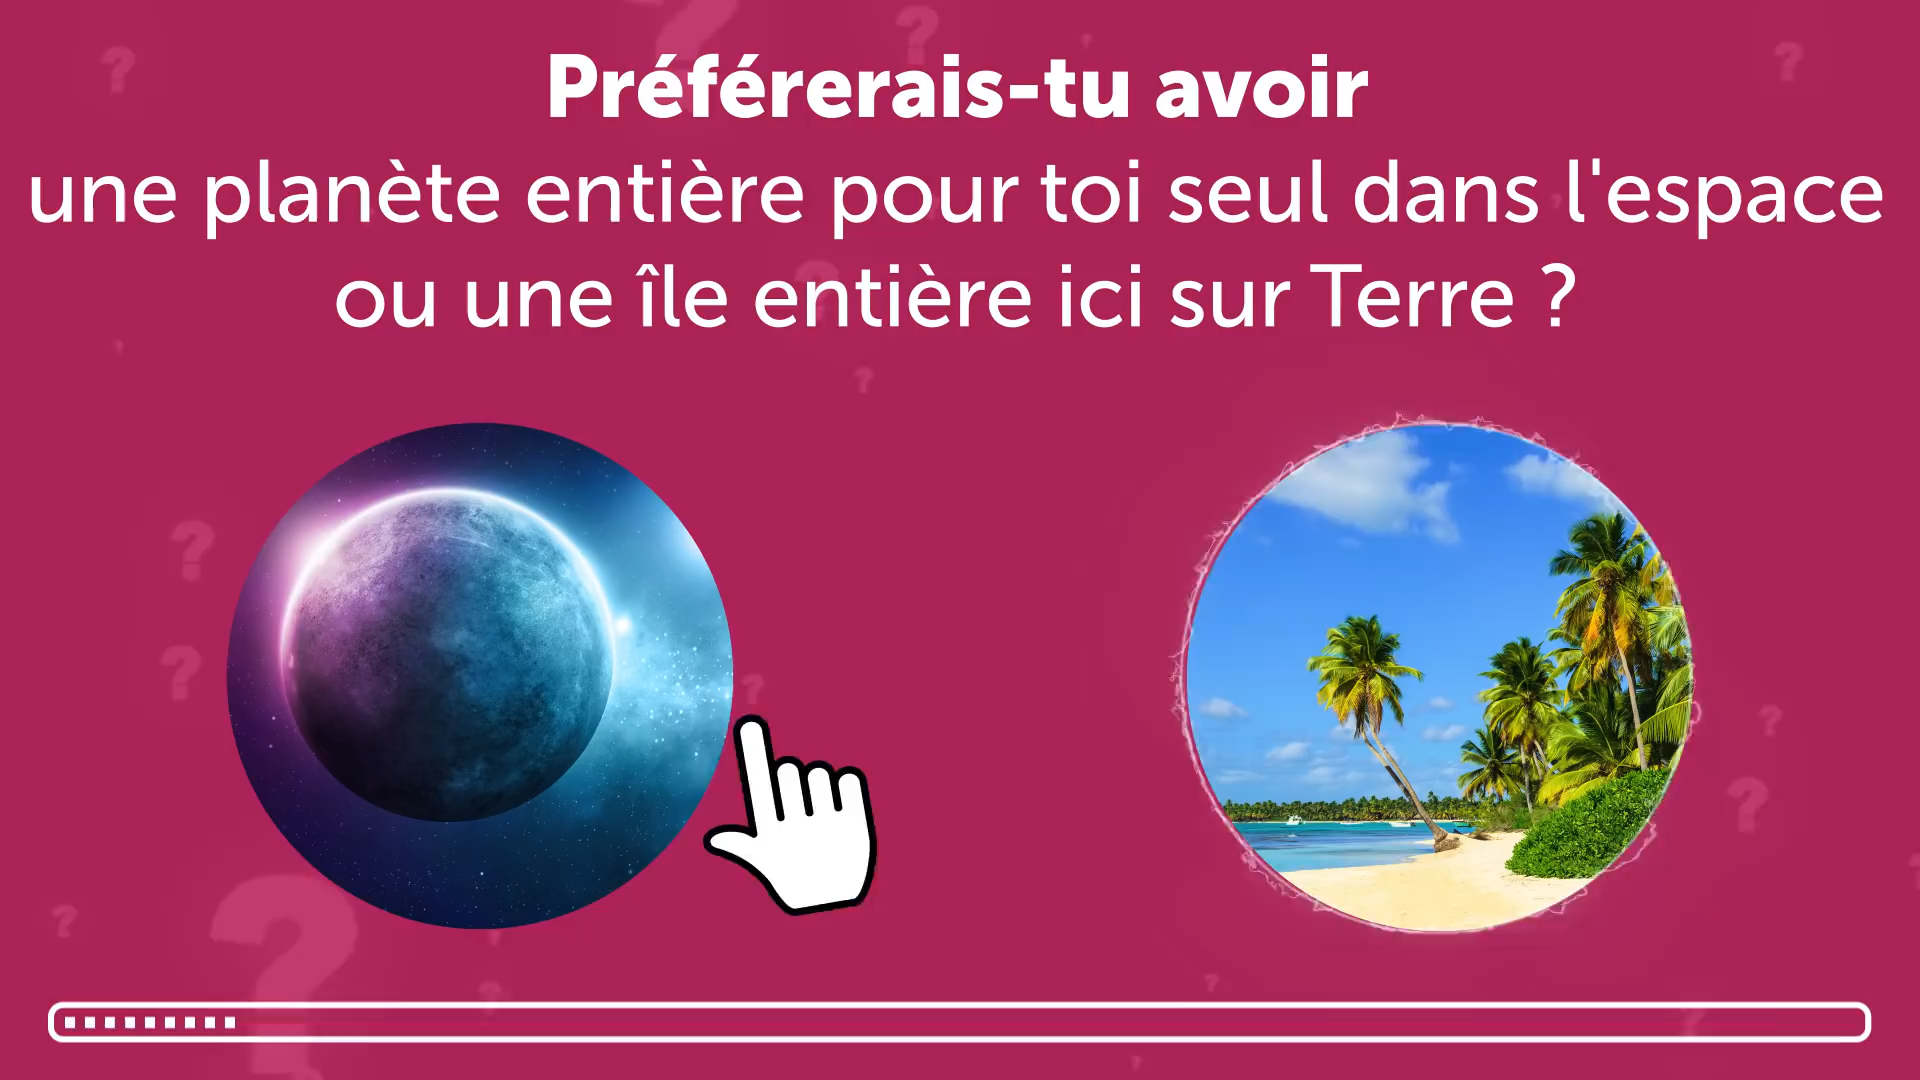 Préférerais-tu avoir
une planète entière pour toi seul dans l'espace
ou une île entière ici sur Terre ?